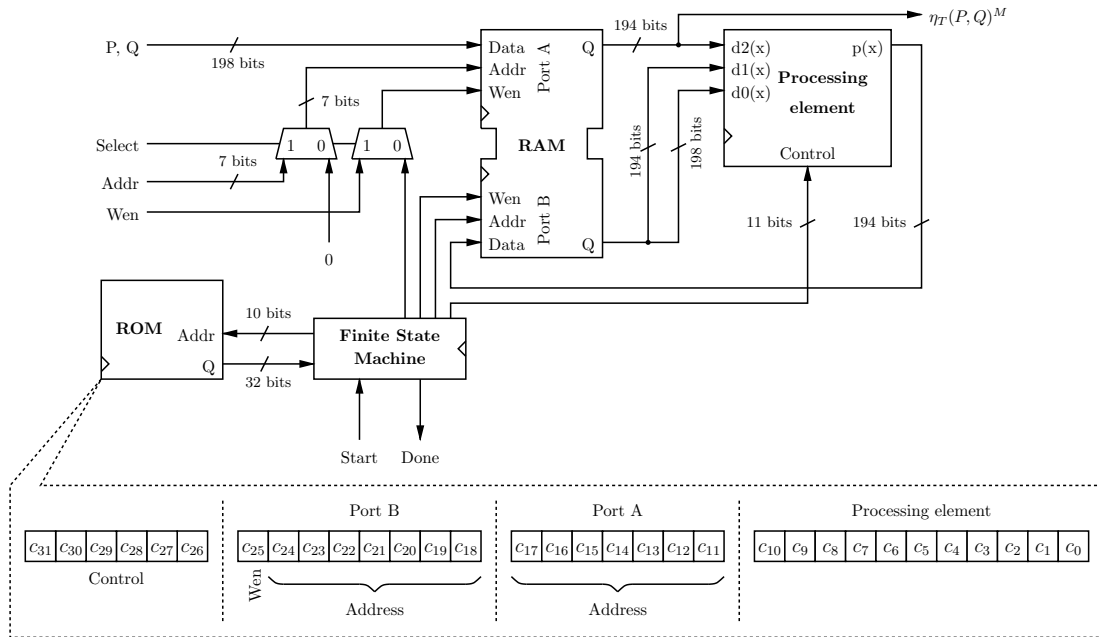 η_T(P, Q)^M
P, Q
198 bits
Data
Addr
Wen
Port A
Q
194 bits
d2(x)
d1(x)
d0(x)
p(x)
Processing
element
Control
7 bits
Select
1 0
1 0
RAM
194 bits
198 bits
7 bits
Addr
Wen
0
Wen
Addr
Data
Port B
Q
11 bits
194 bits
ROM
Addr
Q
10 bits
32 bits
Finite State
Machine
Start
Done
Port B
Port A
Processing element
c31 c30 c29 c28 c27 c26
c25 c24 c23 c22 c21 c20 c19 c18
c17 c16 c15 c14 c13 c12 c11
c10 c9 c8 c7 c6 c5 c4 c3 c2 c1 c0
Control
Wen
Address
Address